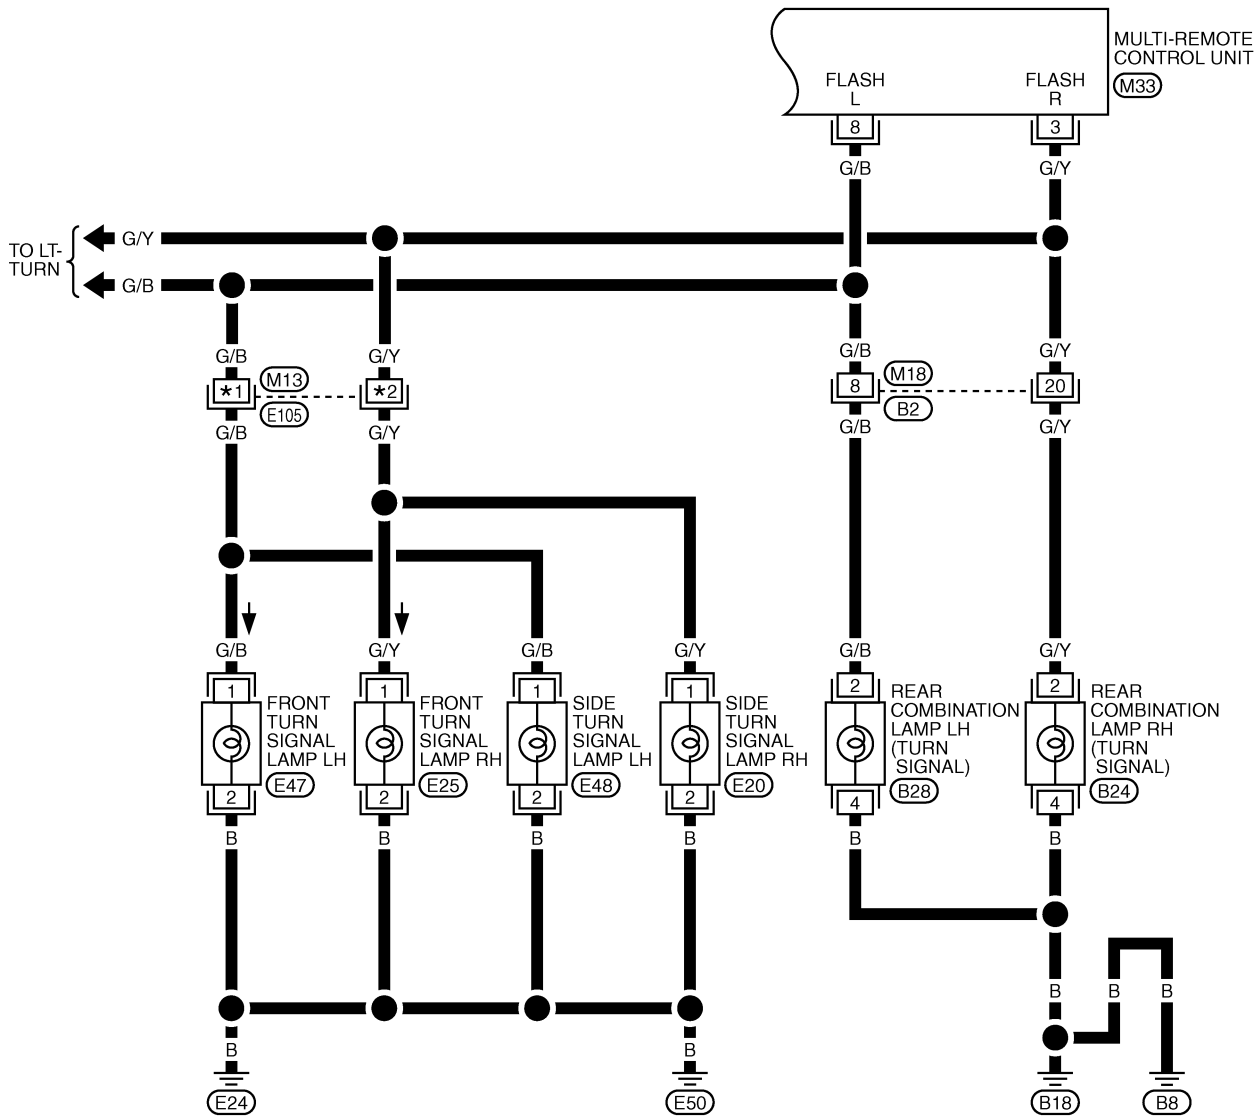 MULTI-REMOTE
CONTROL UNIT
M33
FLASH
L
FLASH
R
8
3
G/B
G/Y
TO LT-
TURN
G/Y
G/B
G/B
G/Y
G/B
G/Y
*1
M13
E105
*2
8
M18
B2
20
G/B
G/Y
G/B
G/Y
G/B
G/Y
G/B
G/Y
G/B
G/Y
1
1
1
1
2
2
FRONT
TURN
SIGNAL
LAMP LH
E47
FRONT
TURN
SIGNAL
LAMP RH
E25
SIDE
TURN
SIGNAL
LAMP LH
E48
SIDE
TURN
SIGNAL
LAMP RH
E20
REAR
COMBINATION
LAMP LH
(TURN
SIGNAL)
B28
REAR
COMBINATION
LAMP RH
(TURN
SIGNAL)
B24
2
2
2
2
4
4
B
B
B
B
B
B
B
B
B
B
B
E24
E50
B18
B8